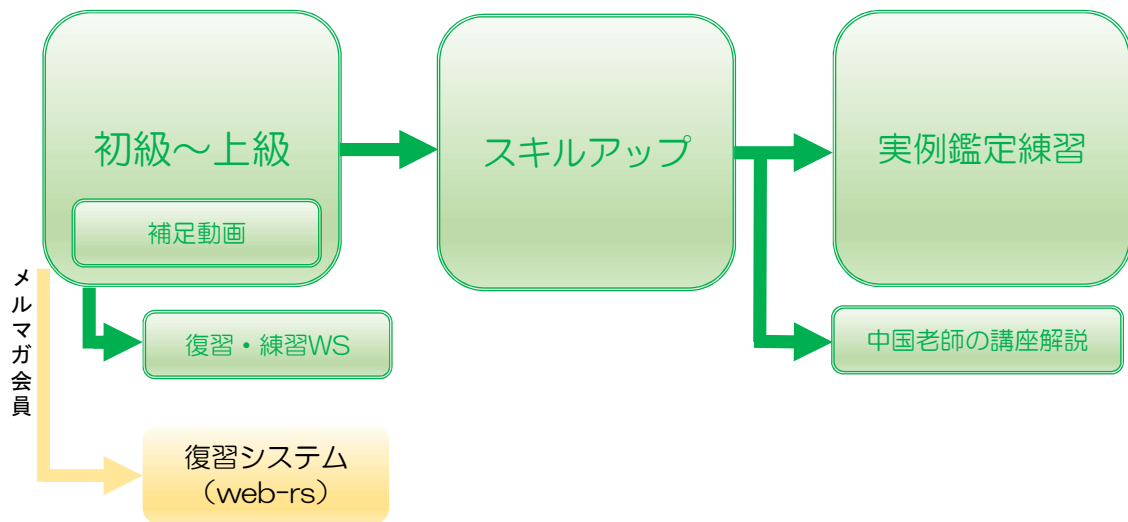 初級～上級
補足動画
スキルアップ
実例鑑定練習
メルマガ会員
復習・練習WS
中国老師の講座解説
復習システム
（web-rs）